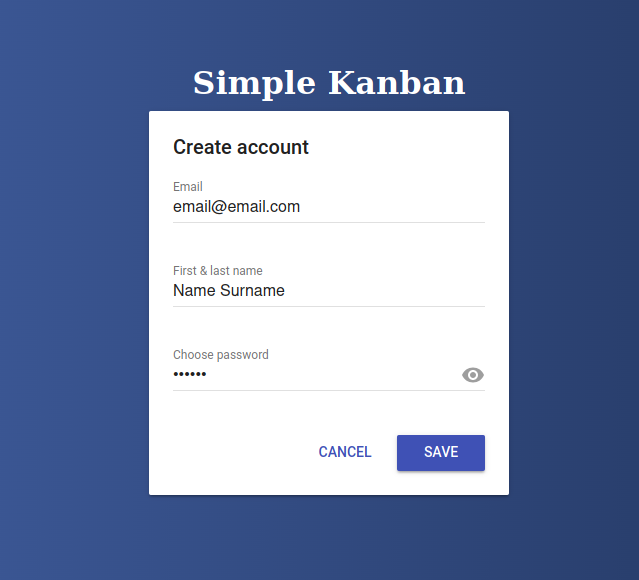 Simple Kanban
Create account
Email
email@email.com
First & last name
Name Surname
Choose password
••••••
CANCEL SAVE